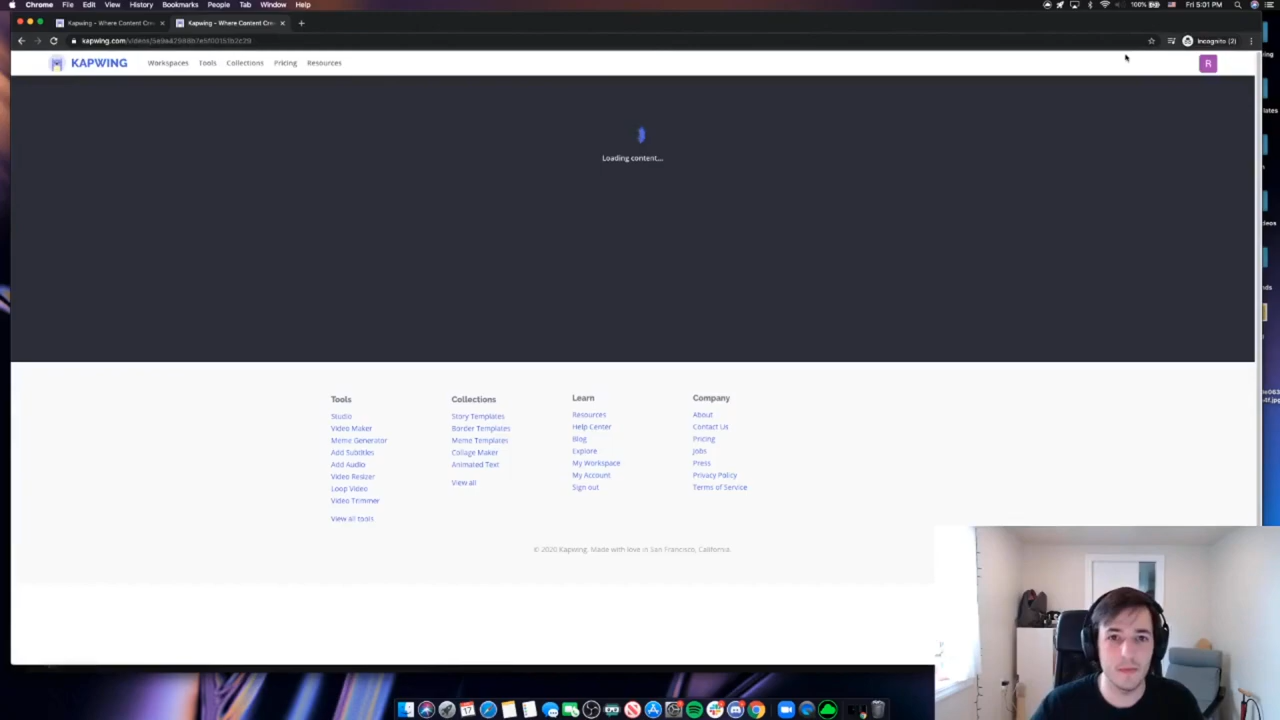 Chrome File Edit View History Bookmarks People Tab Window Help 100% Fri 5:01 PM
Kapwing - Where Content Cre Kapwing - Where Content Cre
Incognito (2)
KAPWING Workspaces Tools Collections Pricing Resources R
Loading content...
Tools Collections Learn Company
Studio Story Templates Resources About
Video Maker Border Templates Help Center Contact Us
Meme Generator Meme Templates Blog Pricing
Add Subtitles Collage Maker Explore Jobs
Add Audio Animated Text My Workspace Press
Video Resizer My Account Privacy Policy
Loop Video View all Sign out Terms of Service
Video Trimmer
View all tools
© 2020 Kapwing. Made with love in San Francisco, California.